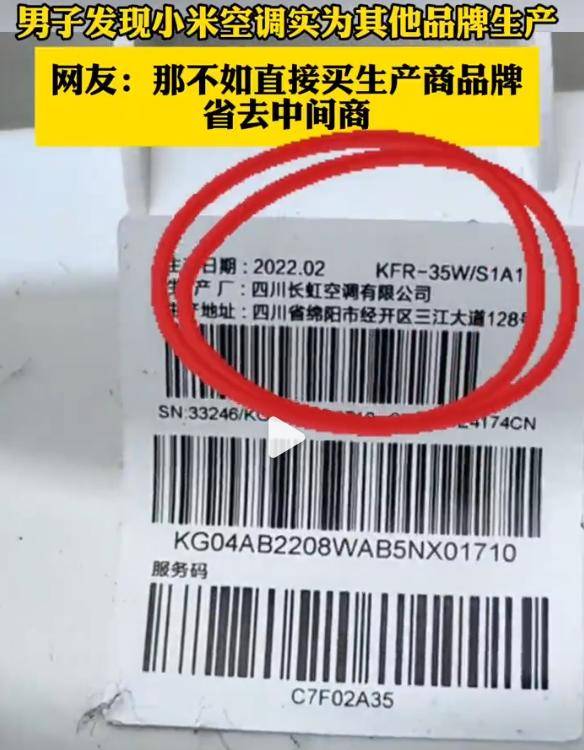 男子发现小米空调实为其他品牌生产
网友：那不如直接买生产商品牌
省去中间商
日期：2022.02 KFR-35W/S1A1
生产厂：四川长虹空调有限公司
地址：四川省绵阳市经开区三江大道128号
SN:33246/KG 4174CN
KG04AB2208WAB5NX01710
服务码
C7F02A35